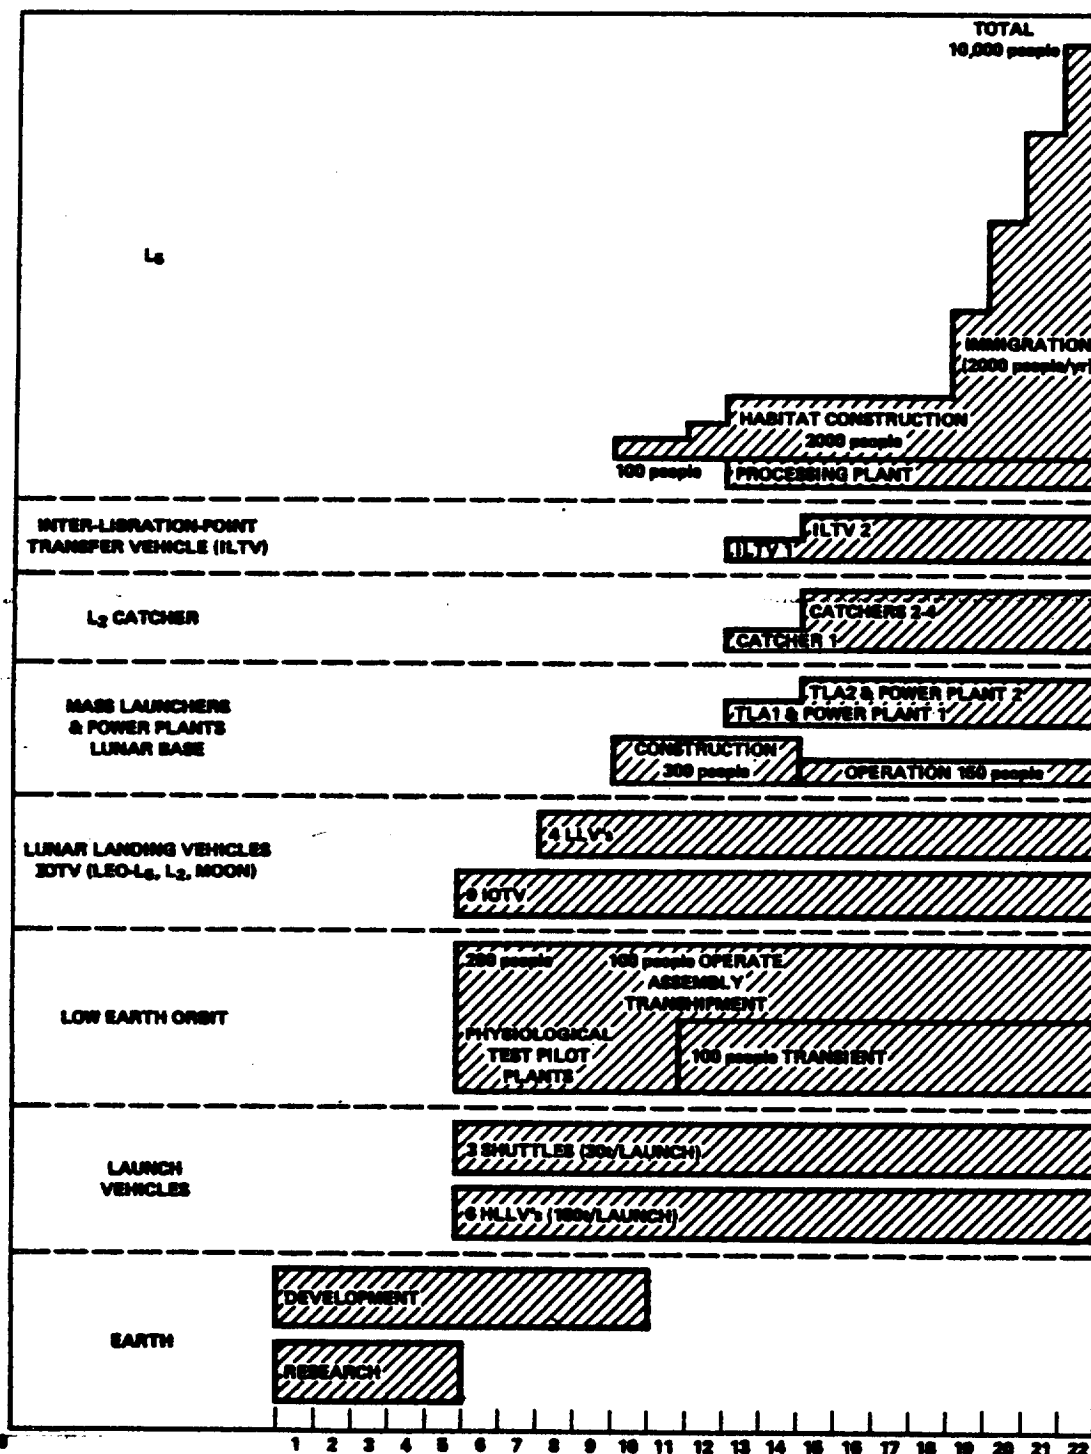 TOTAL
10,000 people
L5
IMMIGRATION
(2000 people/yr)
HABITAT CONSTRUCTION
2000 people
100 people
PROCESSING PLANT
INTER-LIBRATION-POINT
TRANSFER VEHICLE (ILTV)
ILTV 2
ILTV 1
L2 CATCHER
CATCHERS 2-4
CATCHER 1
MASS LAUNCHERS
& POWER PLANTS
LUNAR BASE
TLA2 & POWER PLANT 2
TLA1 & POWER PLANT 1
CONSTRUCTION
300 people
OPERATION 150 people
LUNAR LANDING VEHICLES
IOTV (LEO-L5, L2, MOON)
4 LLV's
IOTV
LOW EARTH ORBIT
200 people
100 people OPERATE
ASSEMBLY
TRANSHIPMENT
PHYSIOLOGICAL
TEST PILOT
PLANTS
100 people TRANSIENT
LAUNCH
VEHICLES
3 SHUTTLES (30t/LAUNCH)
6 HLLV's (150t/LAUNCH)
EARTH
DEVELOPMENT
RESEARCH
1 2 3 4 5 6 7 8 9 10 11 12 13 14 15 16 17 18 19 20 21 22